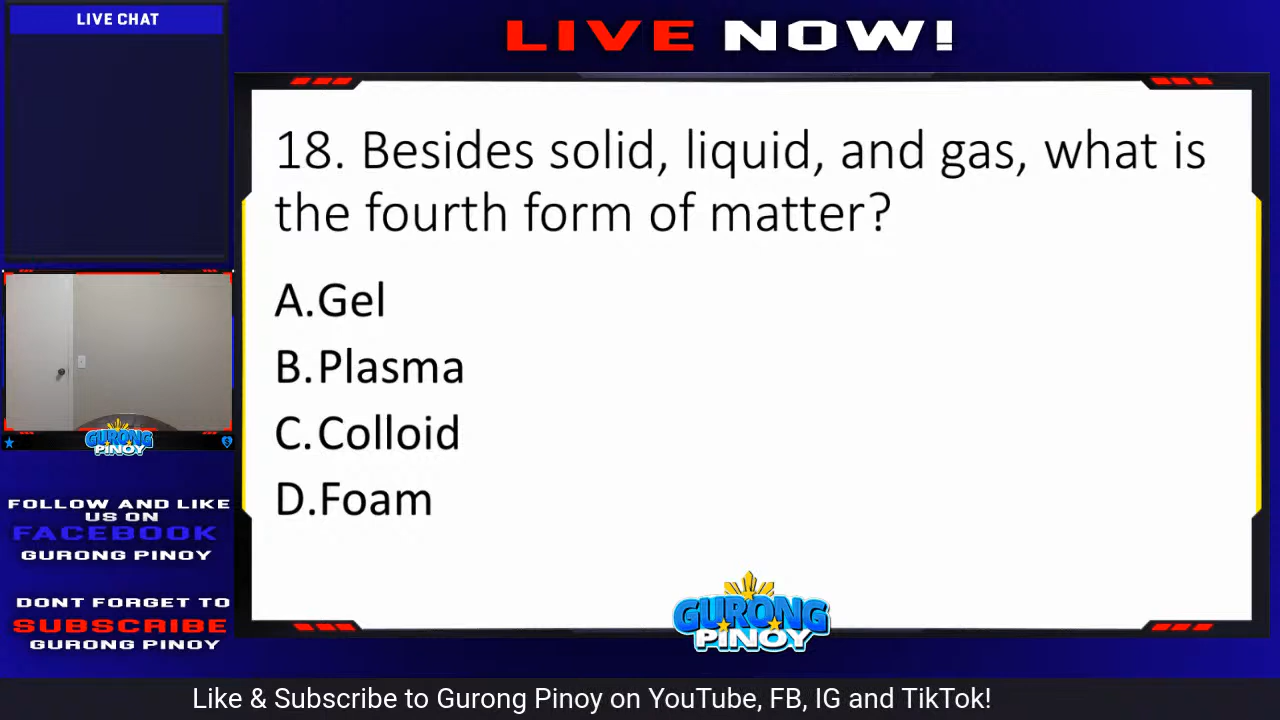 LIVE CHAT
LIVE NOW!
18. Besides solid, liquid, and gas, what is
the fourth form of matter?
A.Gel
B.Plasma
C.Colloid
D.Foam
GURONG
PINOY
FOLLOW AND LIKE
US ON
FACEBOOK
GURONG PINOY
DONT FORGET TO
SUBSCRIBE
GURONG PINOY
GURONG
PINOY
Like & Subscribe to Gurong Pinoy on YouTube, FB, IG and TikTok!